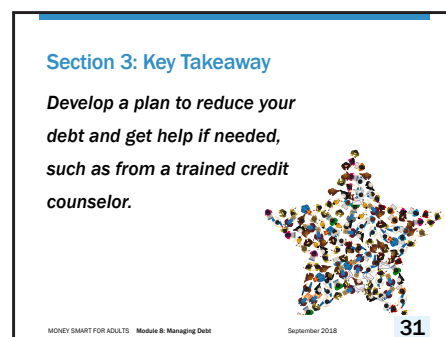 Section 3: Key Takeaway
Develop a plan to reduce your
debt and get help if needed,
such as from a trained credit
counselor.
MONEY SMART FOR ADULTS Module 8: Managing Debt September 2018 31